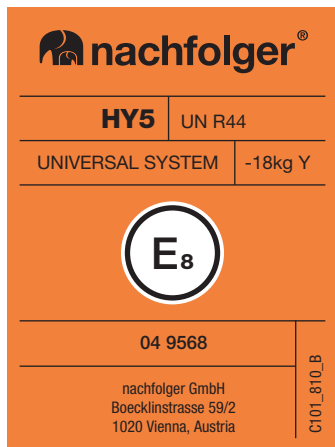 nachfolger®
HY5 UN R44
UNIVERSAL SYSTEM -18kg Y
E8
04 9568
nachfolger GmbH
Boecklinstrasse 59/2
1020 Vienna, Austria
C101_810_B